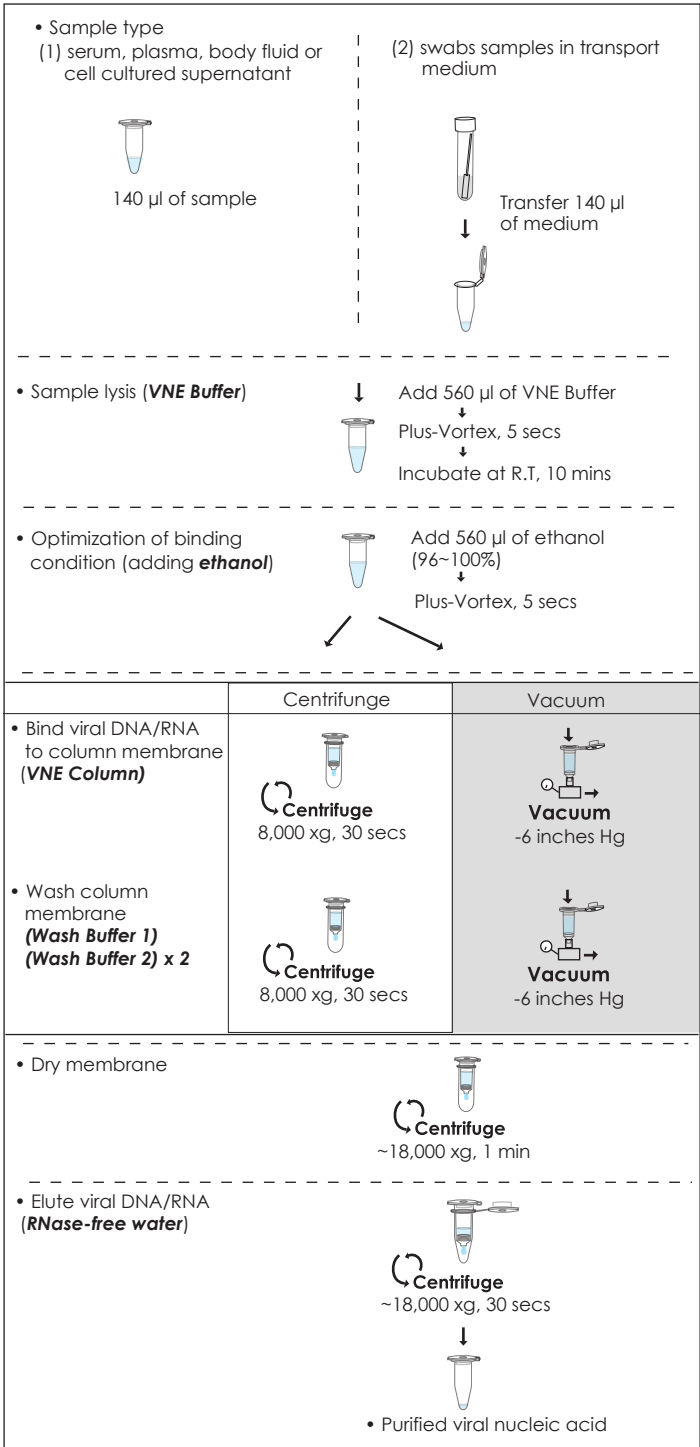 • Sample type
(1) serum, plasma, body fluid or
cell cultured supernatant
140 µl of sample
(2) swabs samples in transport
medium
Transfer 140 µl
of medium
• Sample lysis (VNE Buffer)
Add 560 µl of VNE Buffer
Plus-Vortex, 5 secs
Incubate at R.T, 10 mins
• Optimization of binding
condition (adding ethanol)
Add 560 µl of ethanol
(96~100%)
Plus-Vortex, 5 secs
Centrifunge
Vacuum
• Bind viral DNA/RNA
to column membrane
(VNE Column)
Centrifuge
8,000 xg, 30 secs
Vacuum
-6 inches Hg
• Wash column
membrane
(Wash Buffer 1)
(Wash Buffer 2) x 2
Centrifuge
8,000 xg, 30 secs
Vacuum
-6 inches Hg
• Dry membrane
Centrifuge
~18,000 xg, 1 min
• Elute viral DNA/RNA
(RNase-free water)
Centrifuge
~18,000 xg, 30 secs
• Purified viral nucleic acid